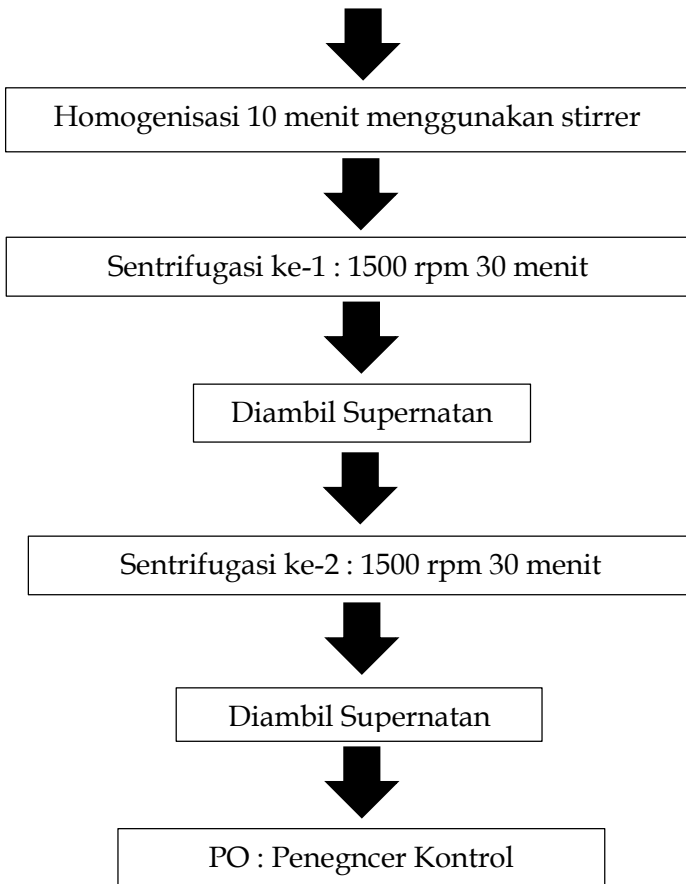 Homogenisasi 10 menit menggunakan stirrer
Sentrifugasi ke-1 : 1500 rpm 30 menit
Diambil Supernatan
Sentrifugasi ke-2 : 1500 rpm 30 menit
Diambil Supernatan
PO : Penegncer Kontrol